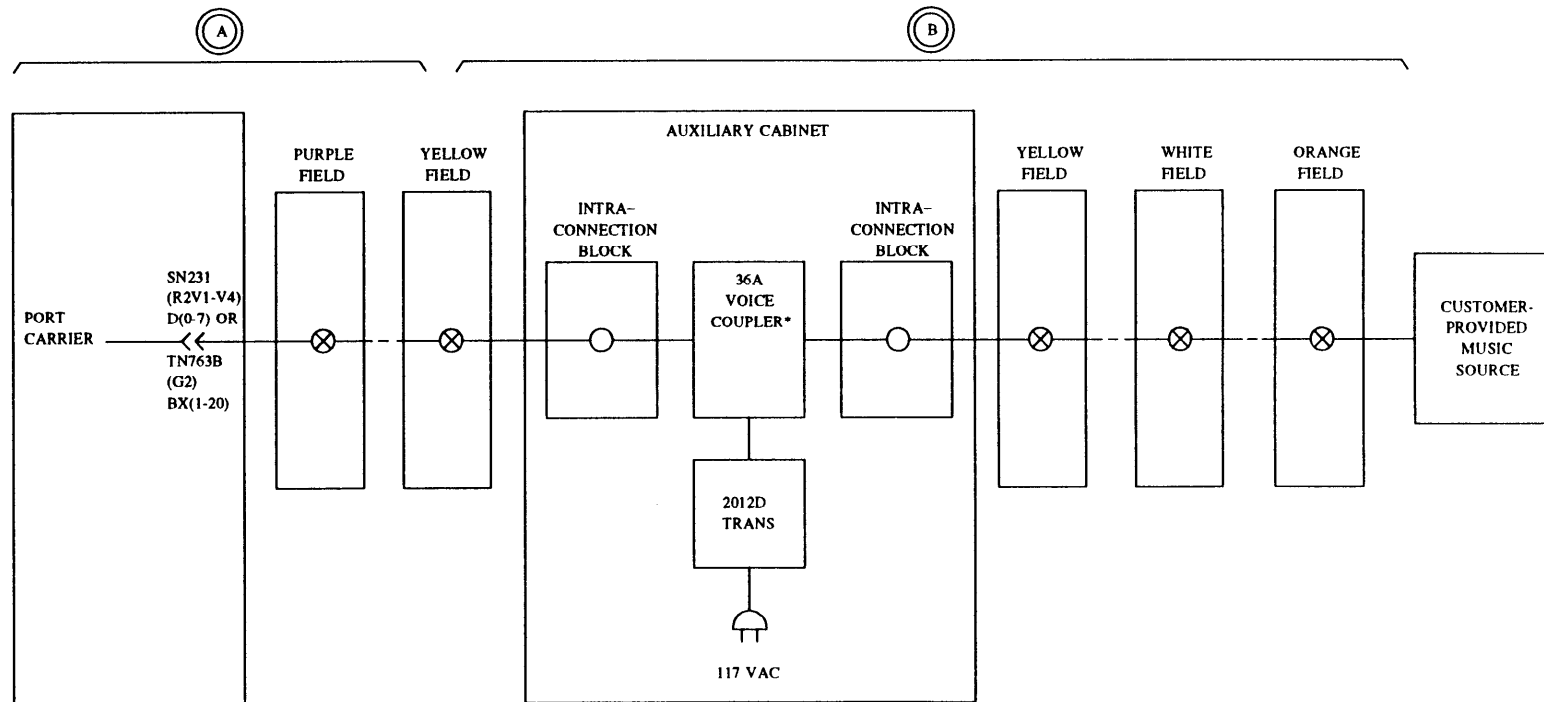 A
B
PORT
CARRIER
SN231
(R2V1-V4)
D(0-7) OR
TN763B
(G2)
BX(1-20)
PURPLE
FIELD
YELLOW
FIELD
AUXILIARY CABINET
INTRA-
CONNECTION
BLOCK
36A
VOICE
COUPLER*
2012D
TRANS
117 VAC
INTRA-
CONNECTION
BLOCK
YELLOW
FIELD
WHITE
FIELD
ORANGE
FIELD
CUSTOMER-
PROVIDED
MUSIC
SOURCE